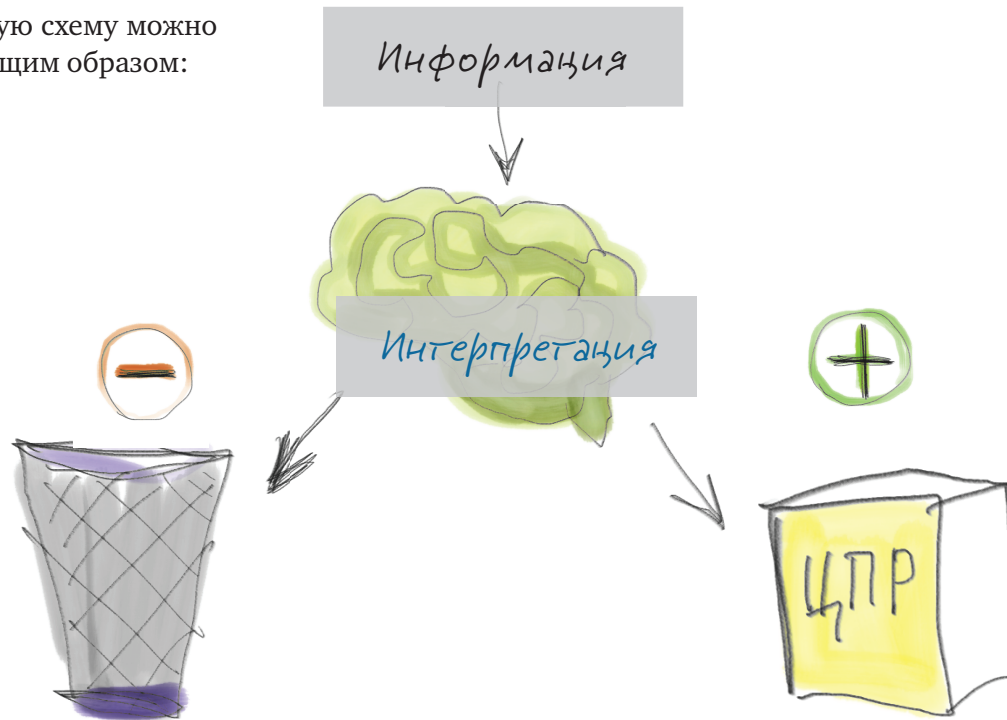 ую схему можно
щим образом:
Информация
Интерпретация
ЦПР